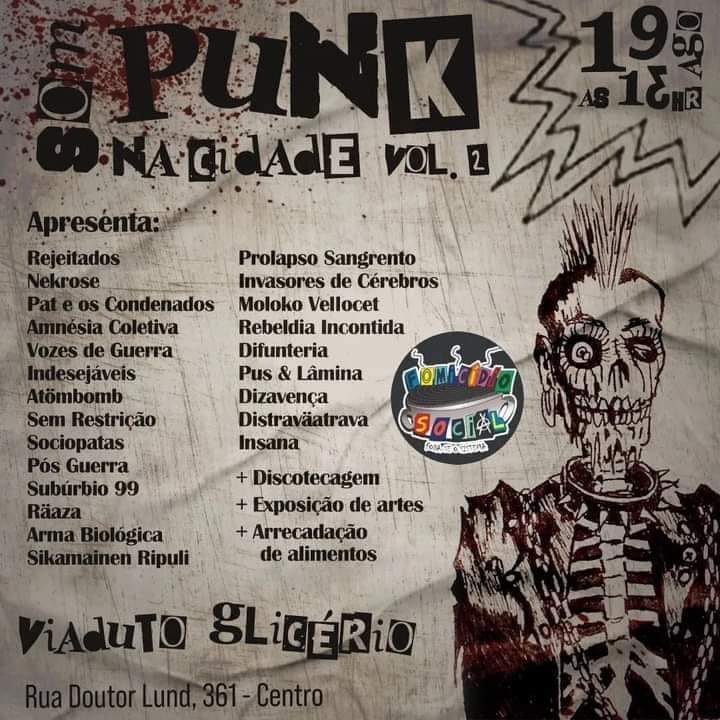 Som PUNK
NA CidAdE VOL. 2
19 Ago
AS 13HR
Apresenta:
Rejeitados
Nekrose
Pat e os Condenados
Amnésia Coletiva
Vozes de Guerra
Indesejáveis
Atömbomb
Sem Restrição
Sociopatas
Pós Guerra
Subúrbio 99
Räaza
Arma Biológica
Sikamainen Ripuli
Prolapso Sangrento
Invasores de Cérebros
Moloko Vellocet
Rebeldia Incontida
Difunteria
Pus & Lâmina
Dizavença
Distraväatrava
Insana
+ Discotecagem
+ Exposição de artes
+ Arrecadação
de alimentos
FOMICÍDIO
SOCIAL
ViAduTO gLiCÉRiO
Rua Doutor Lund, 361 - Centro